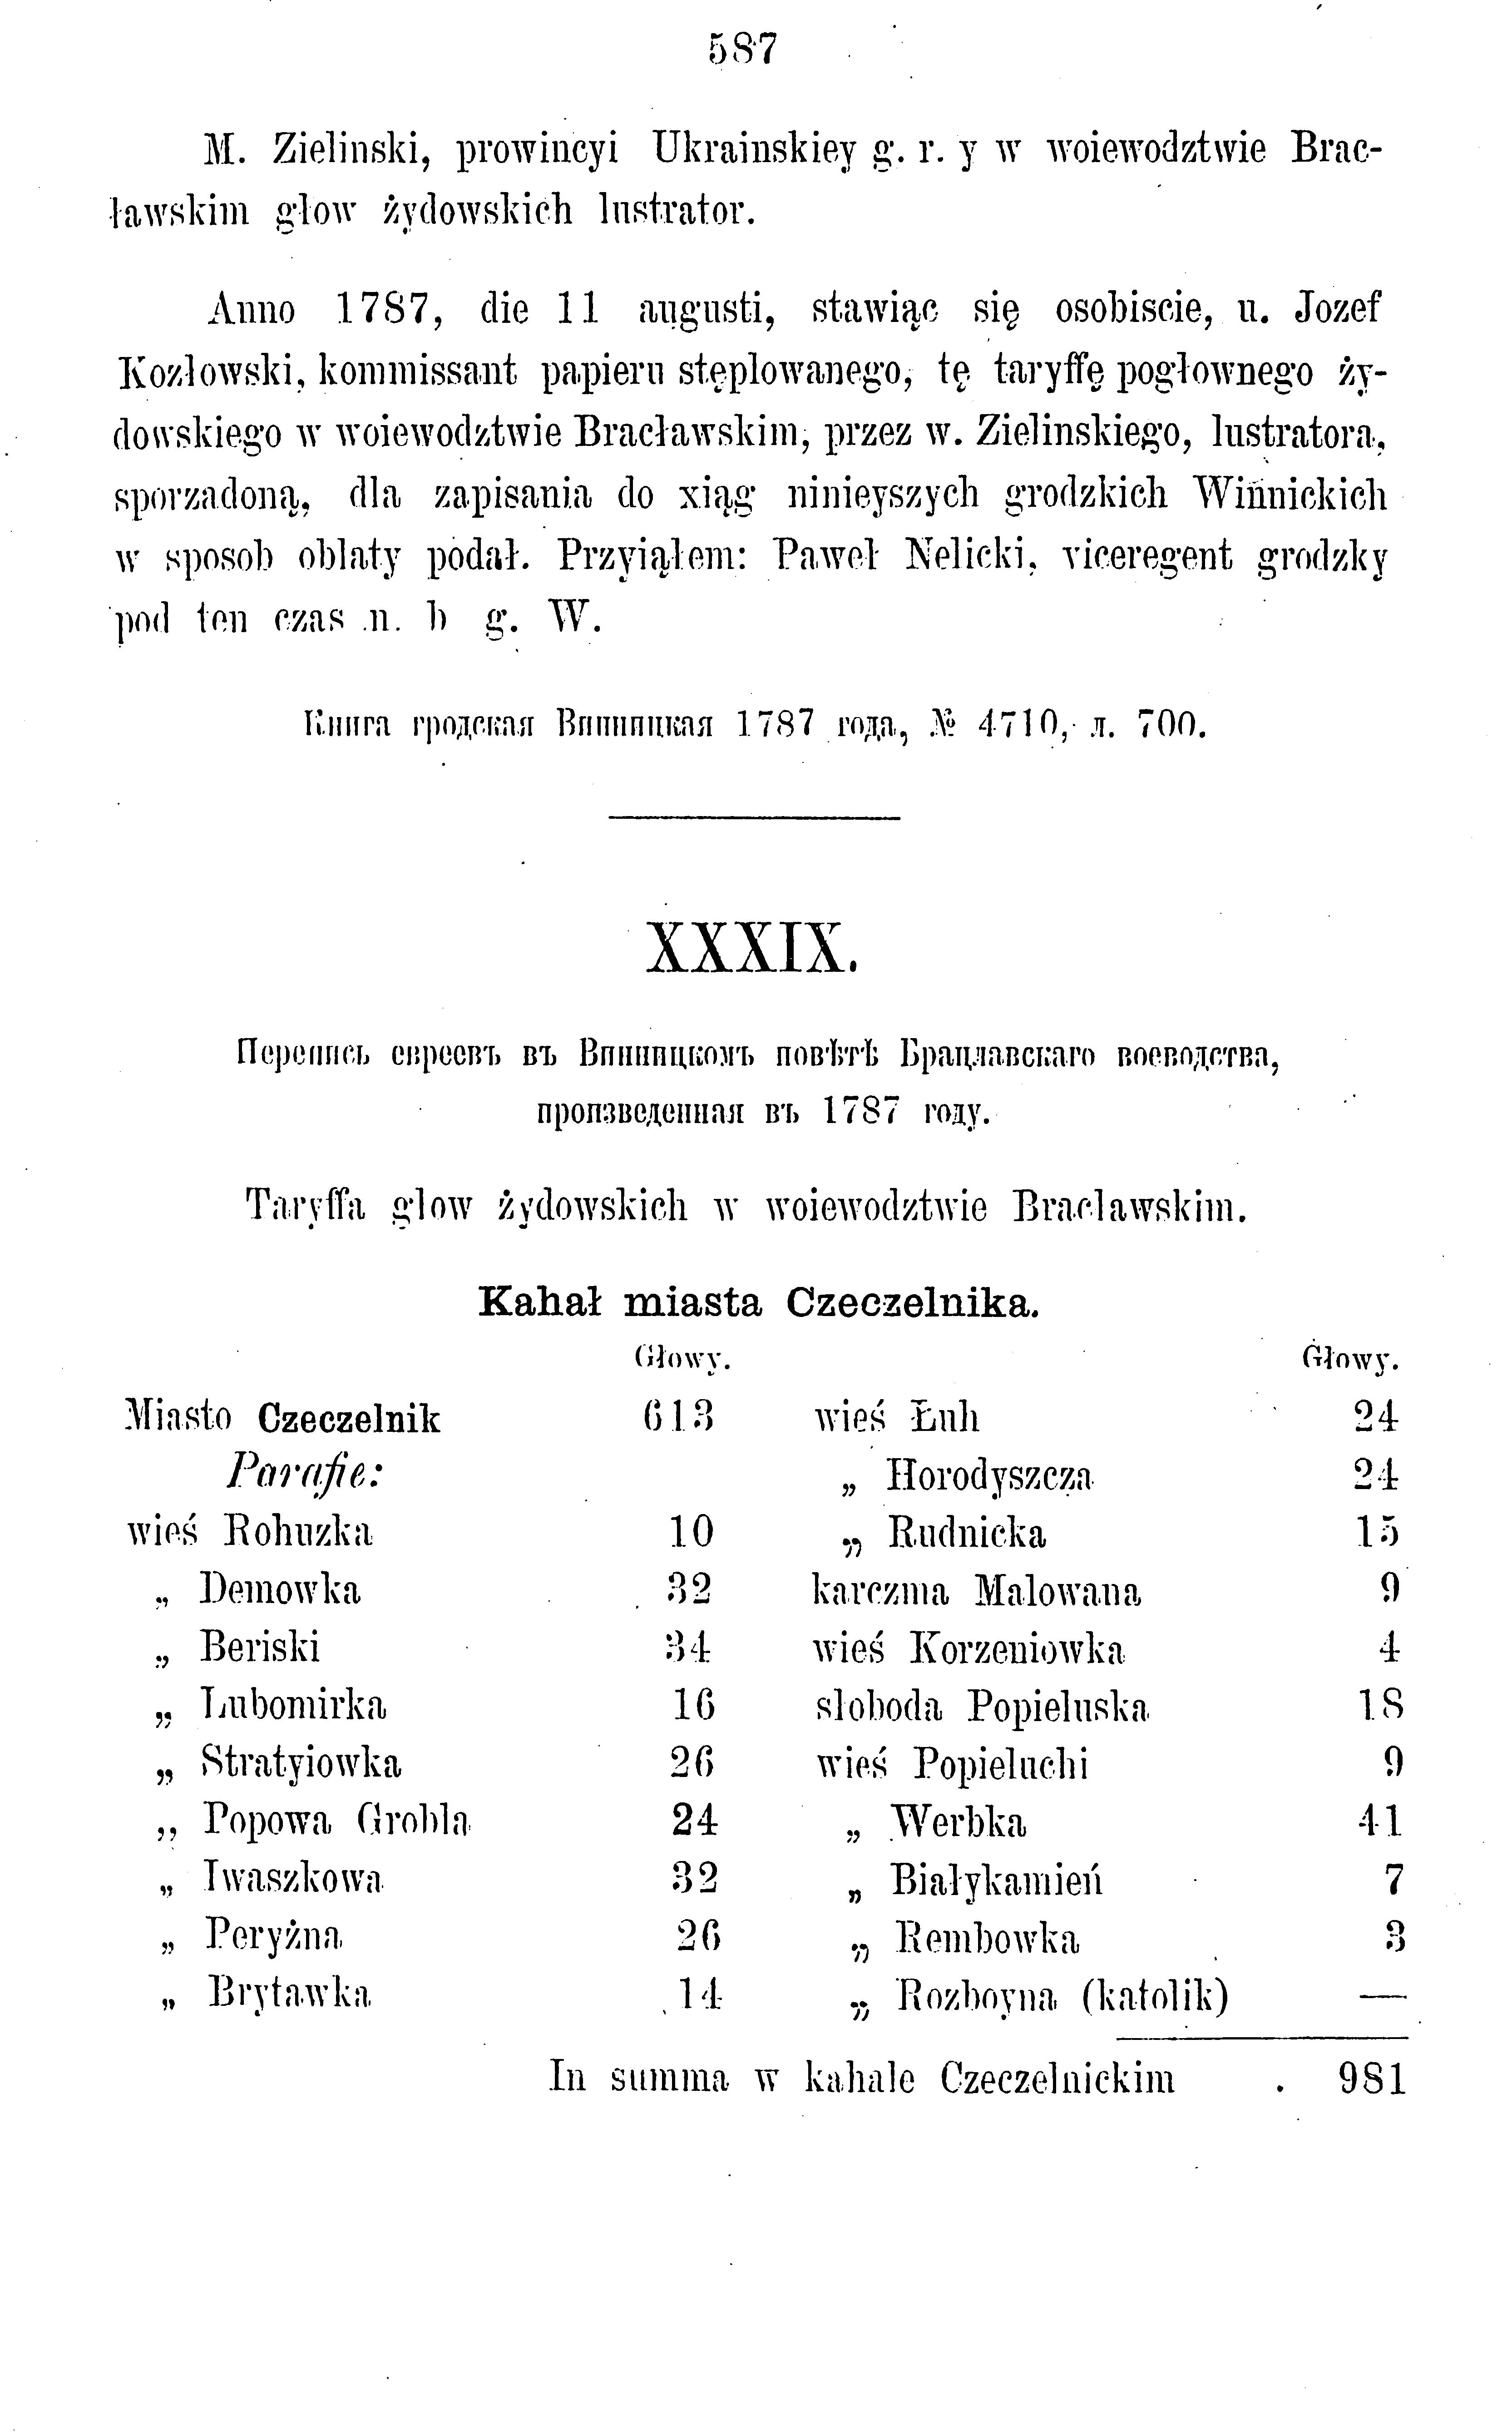 587
M. Zielinski, prowincyi Ukrainskiey g. r. y w woiewodztwie Brac-
ławskim głow żydowskich lustrator.
Anno 1787, die 11 augusti, stawiąc się osobiscie, u. Jozef
Kozłowski, kommissant papieru stęplowanego, tę taryffę pogłownego ży-
dowskiego w woiewodztwie Bracławskim, przez w. Zielinskiego, lustratora,
sporzadoną, dla zapisania do xiąg ninieyszych grodzkich Winnickich
w sposob oblaty podał. Przyiąłem: Paweł Nelicki, viceregent grodzky
pod ten czas n. b g. W.
Книга гродская Винницкая 1787 года, № 4710, л. 700.
XXXIX.
Перепись евреевъ въ Винницкомъ повѣтѣ Брацлавскаго воеводства,
произведенная въ 1787 году.
Taryffa glow żydowskich w woiewodztwie Braclawskim.
Kahał miasta Czeczelnika.
Głowy. Głowy.
Miasto Czeczelnik 613 wieś Łuh 24
Parafie: „ Horodyszcza 24
wieś Rohuzka 10 „ Rudnicka 15
„ Demowka 32 karczma Malowana 9
„ Beriski 34 wieś Korzeniowka 4
„ Lubomirka 16 sloboda Popieluska 18
„ Stratyiowka 26 wieś Popieluchi 9
„ Popowa Grobla 24 „ Werbka 41
„ Iwaszkowa 32 „ Białykamień 7
„ Peryżna 26 „ Rembowka 3
„ Brytawka 14 „ Rozboyna (katolik) —
In summa w kahale Czeczelnickim . 981